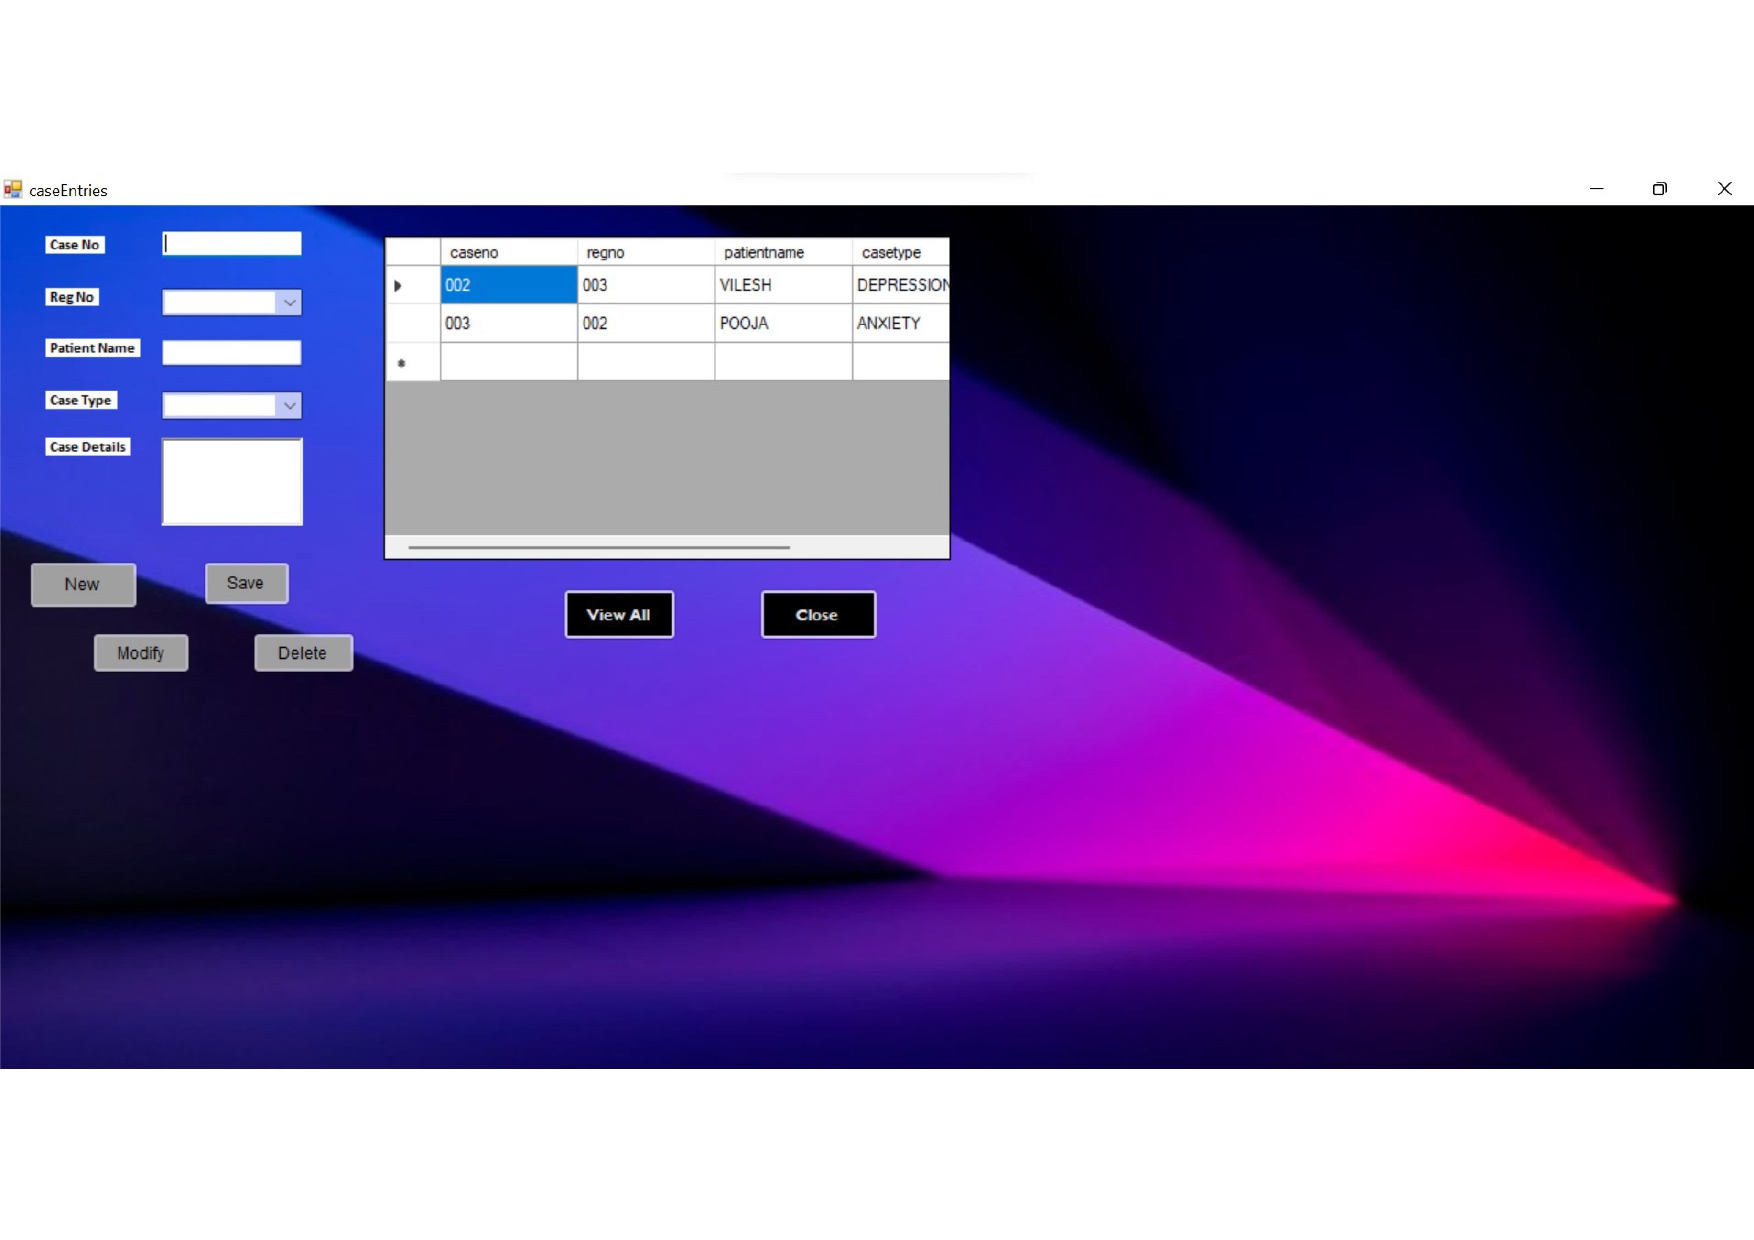 caseEntries
Case No
Reg No
Patient Name
Case Type
Case Details
New
Save
Modify
Delete
caseno regno patientname casetype
002 003 VILESH DEPRESSION
003 002 POOJA ANXIETY
View All
Close